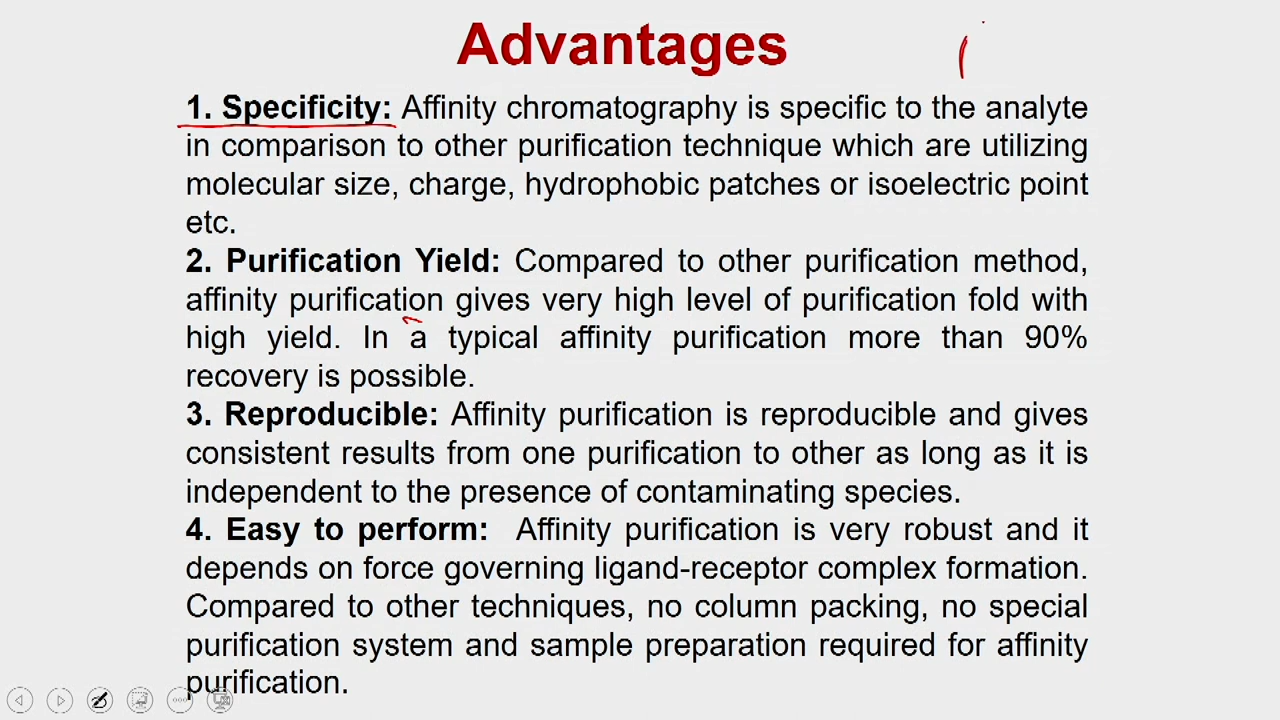 Advantages
1. Specificity: Affinity chromatography is specific to the analyte
in comparison to other purification technique which are utilizing
molecular size, charge, hydrophobic patches or isoelectric point
etc.
2. Purification Yield: Compared to other purification method,
affinity purification gives very high level of purification fold with
high yield. In a typical affinity purification more than 90%
recovery is possible.
3. Reproducible: Affinity purification is reproducible and gives
consistent results from one purification to other as long as it is
independent to the presence of contaminating species.
4. Easy to perform: Affinity purification is very robust and it
depends on force governing ligand-receptor complex formation.
Compared to other techniques, no column packing, no special
purification system and sample preparation required for affinity
purification.